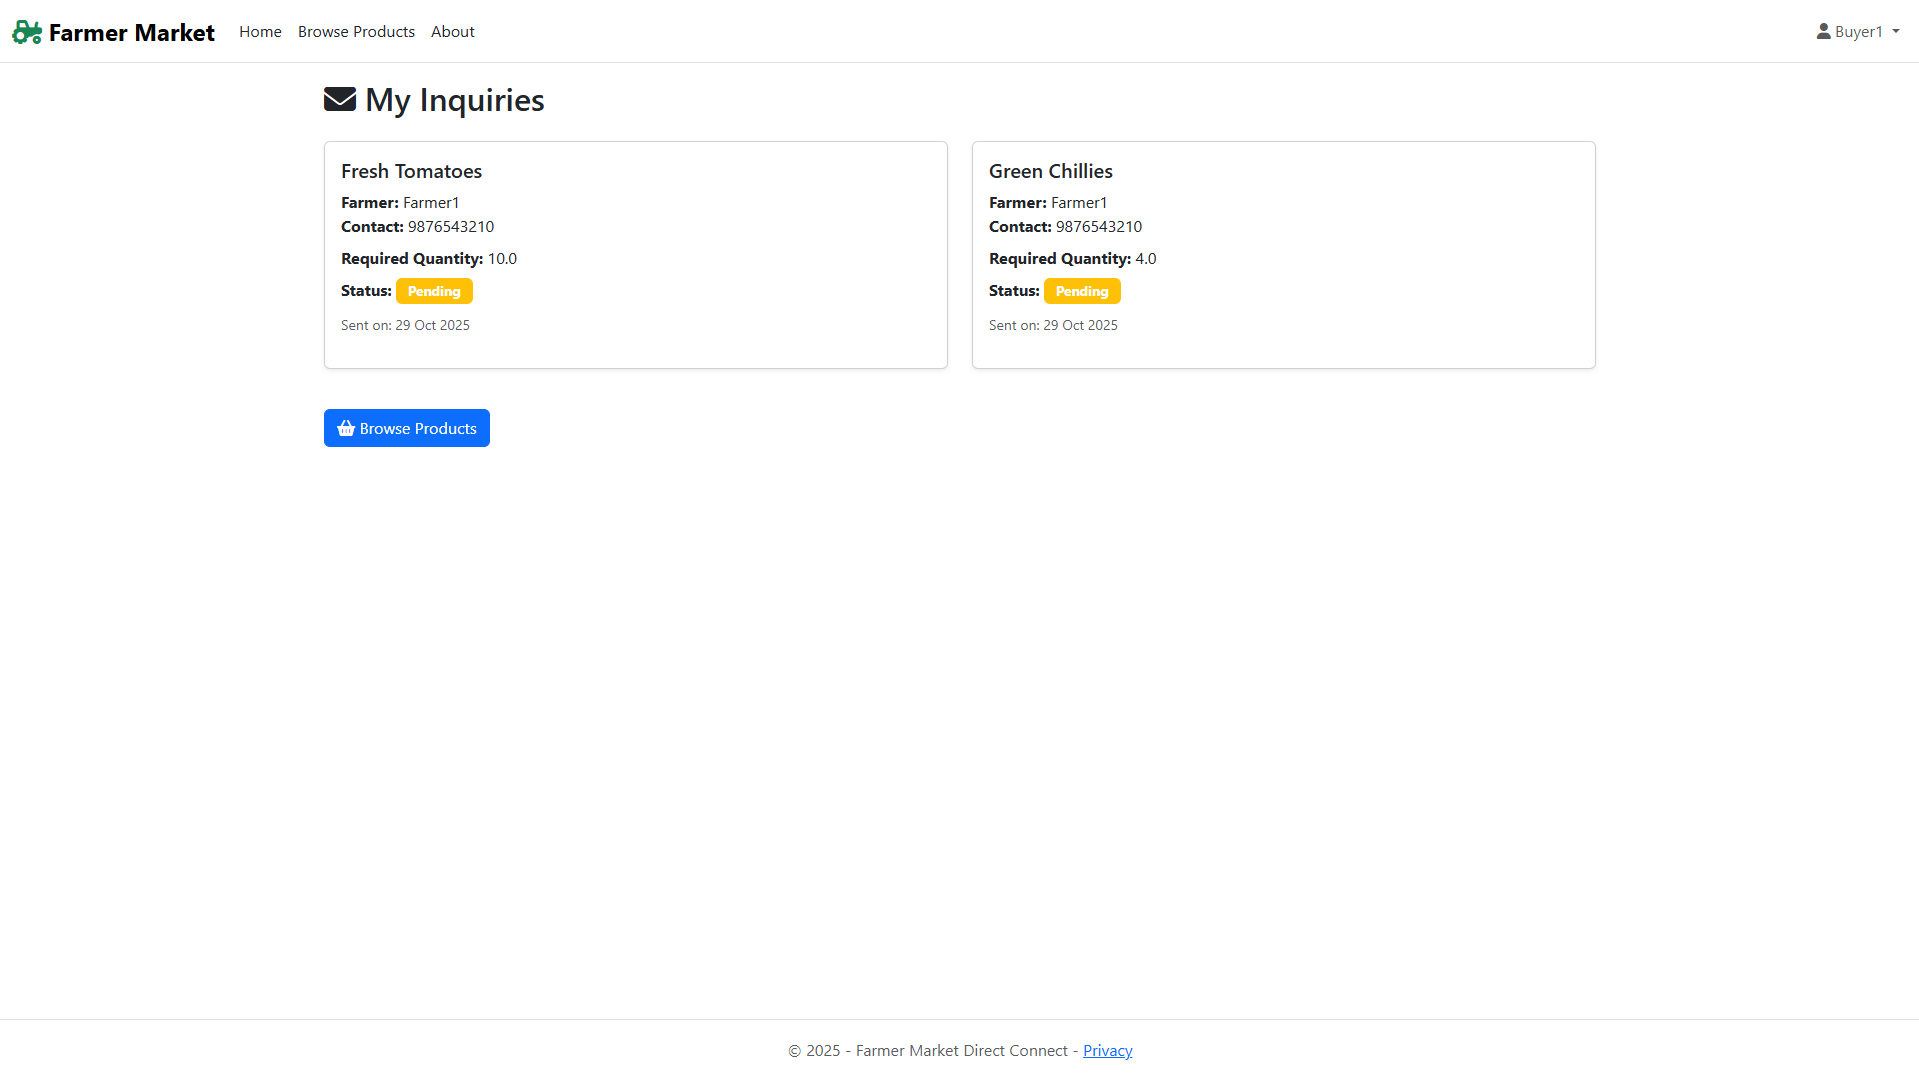 Farmer Market
Home
Browse Products
About
Buyer1
My Inquiries
Fresh Tomatoes
Farmer: Farmer1
Contact: 9876543210
Required Quantity: 10.0
Status: Pending
Sent on: 29 Oct 2025
Green Chillies
Farmer: Farmer1
Contact: 9876543210
Required Quantity: 4.0
Status: Pending
Sent on: 29 Oct 2025
Browse Products
© 2025 - Farmer Market Direct Connect - Privacy